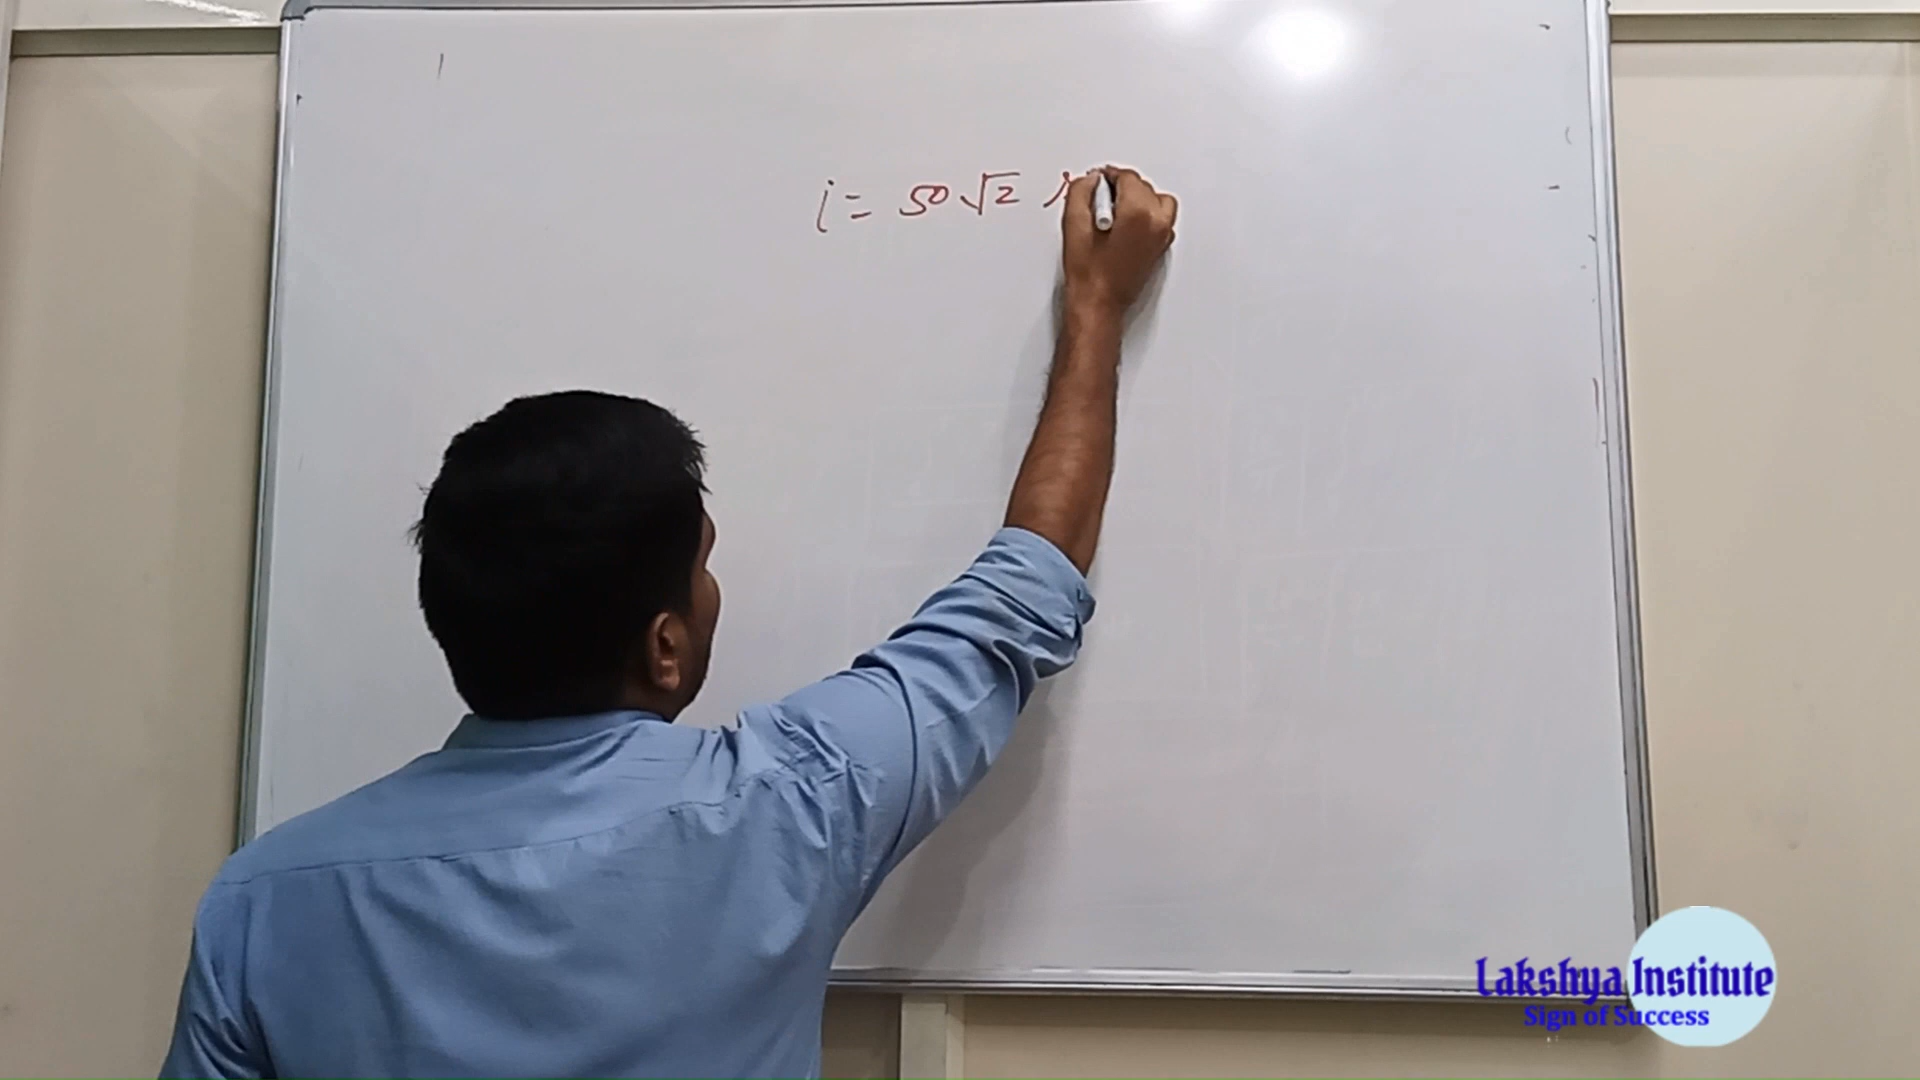 i = 50√2
Lakshya Institute
Sign of Success